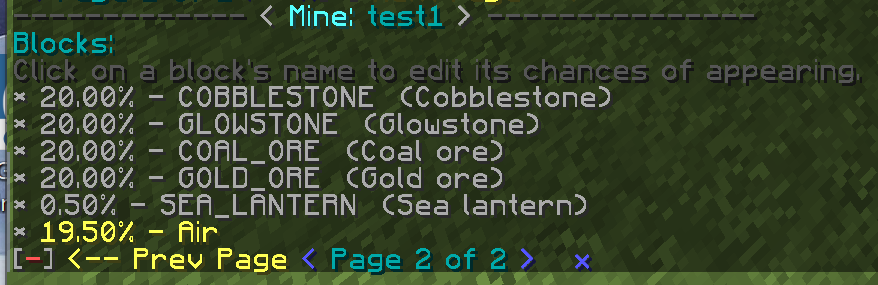 -------------- < Mine: test1 > ----------------
Blocks:
Click on a block's name to edit its chances of appearing.
* 20.00% - COBBLESTONE (Cobblestone)
* 20.00% - GLOWSTONE (Glowstone)
* 20.00% - COAL_ORE (Coal ore)
* 20.00% - GOLD_ORE (Gold ore)
* 0.50% - SEA_LANTERN (Sea lantern)
* 19.50% - Air
[-] <-- Prev Page < Page 2 of 2 > ×